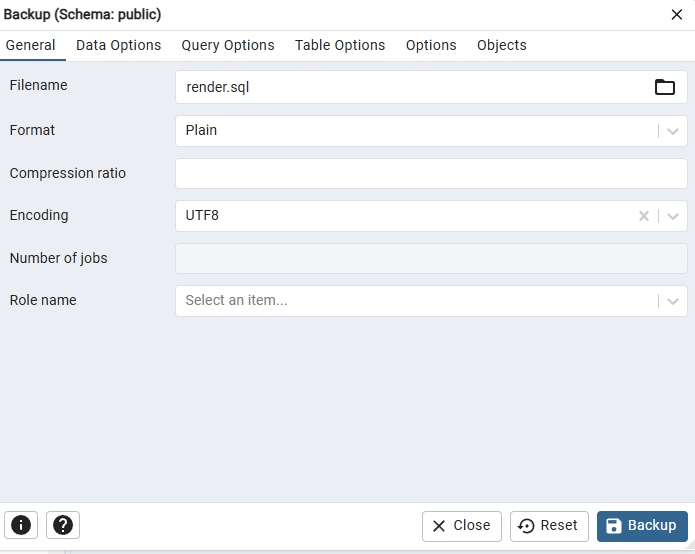 Backup (Schema: public)
General Data Options Query Options Table Options Options Objects
Filename render.sql
Format Plain
Compression ratio
Encoding UTF8
Number of jobs
Role name Select an item...
Close Reset Backup